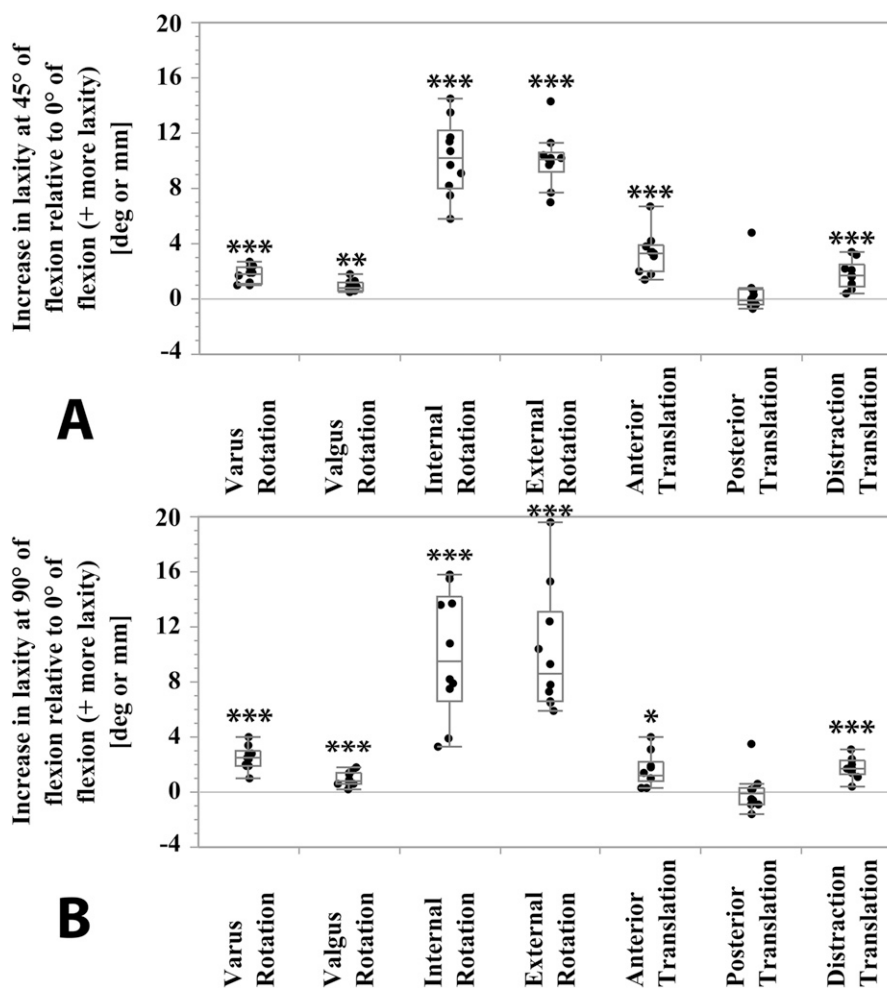 Increase in laxity at 45° of
flexion relative to 0° of
flexion (+ more laxity)
[deg or mm]
20
16
12
8
4
0
-4
***
**
***
***
***
***
A
Varus
Rotation
Valgus
Rotation
Internal
Rotation
External
Rotation
Anterior
Translation
Posterior
Translation
Distraction
Translation
Increase in laxity at 90° of
flexion relative to 0° of
flexion (+ more laxity)
[deg or mm]
20
16
12
8
4
0
-4
***
***
***
***
*
***
B
Varus
Rotation
Valgus
Rotation
Internal
Rotation
External
Rotation
Anterior
Translation
Posterior
Translation
Distraction
Translation